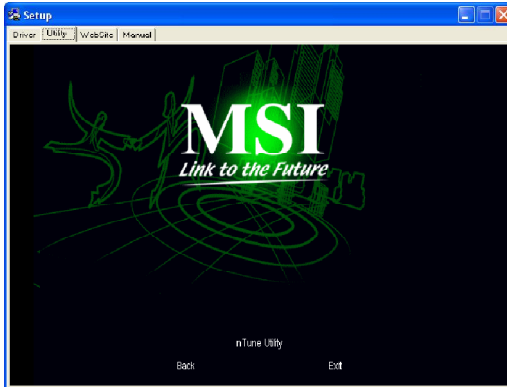 Setup
Driver Utility WebSite Manual
MSI
Link to the Future
nTune Utility
Back Exit